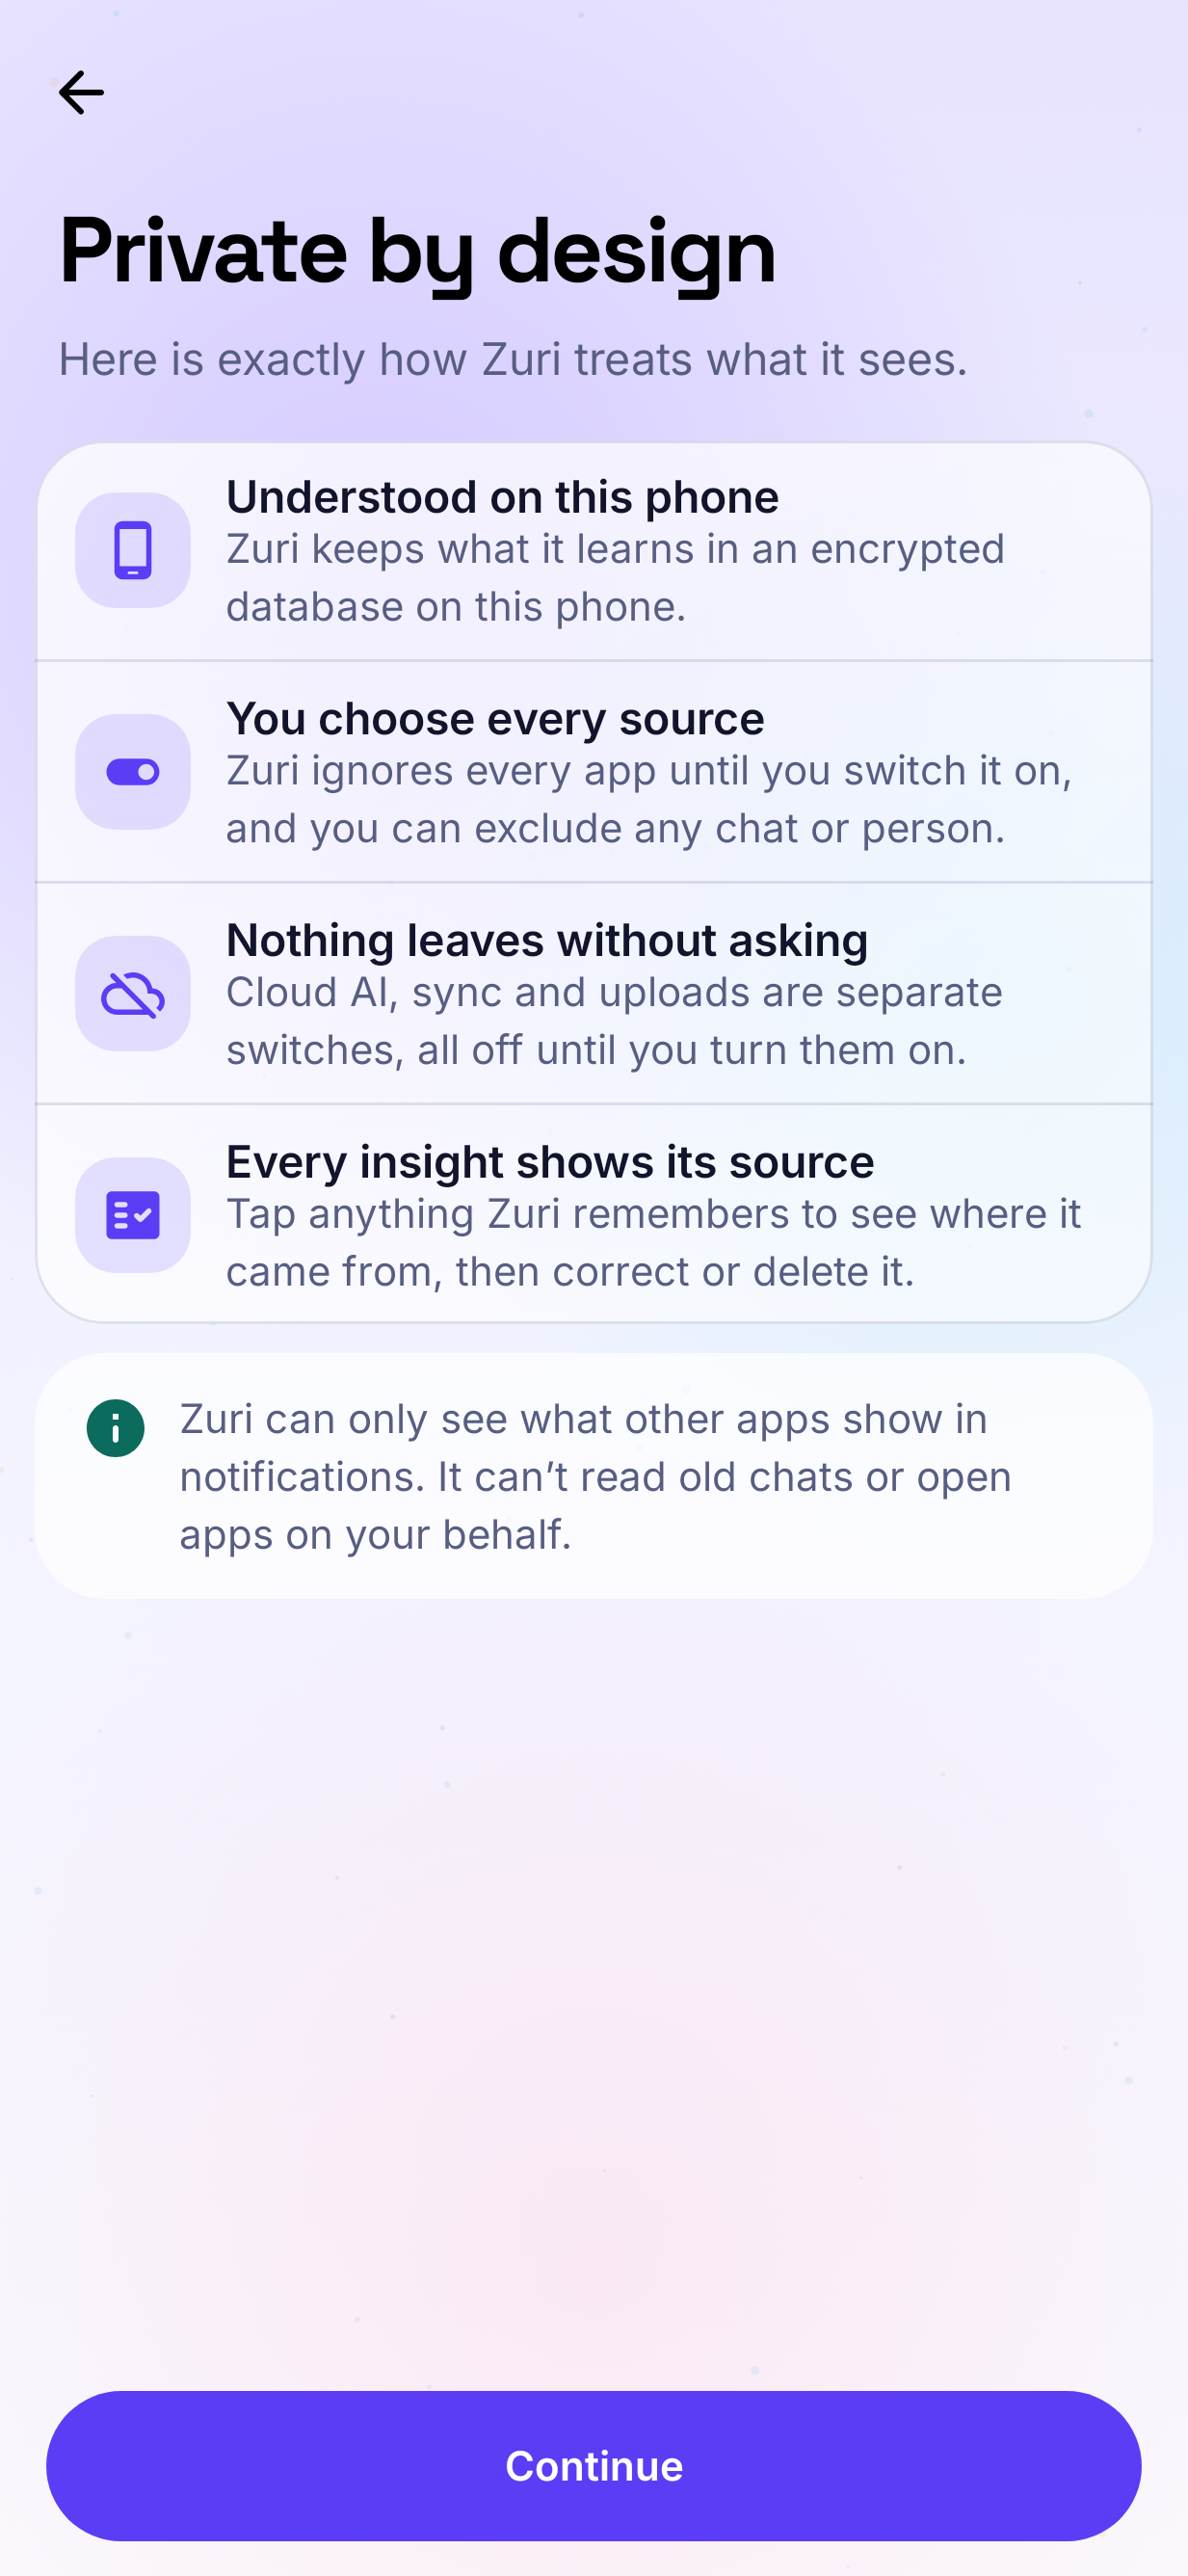 Private by design
Here is exactly how Zuri treats what it sees.
Understood on this phone
Zuri keeps what it learns in an encrypted
database on this phone.
You choose every source
Zuri ignores every app until you switch it on,
and you can exclude any chat or person.
Nothing leaves without asking
Cloud AI, sync and uploads are separate
switches, all off until you turn them on.
Every insight shows its source
Tap anything Zuri remembers to see where it
came from, then correct or delete it.
Zuri can only see what other apps show in
notifications. It can’t read old chats or open
apps on your behalf.
Continue